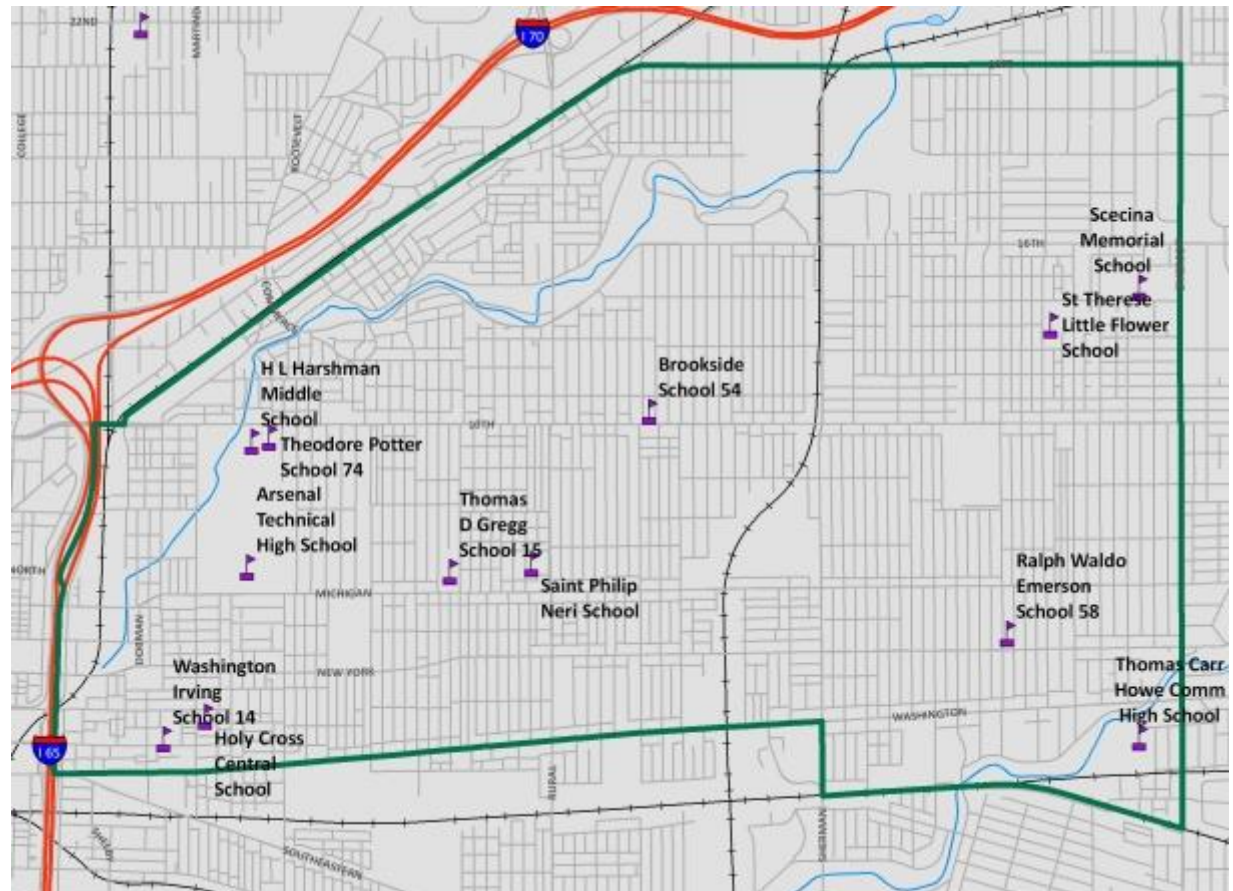 22ND
I 70
COLLEGE
ROOSEVELT
16TH
Scecina
Memorial
School
St Therese
Little Flower
School
H L Harshman
Middle
School
Brookside
School 54
10TH
Theodore Potter
School 74
Arsenal
Technical
High School
Thomas
D Gregg
School 15
NORTH
Saint Philip
Neri School
Ralph Waldo
Emerson
School 58
MICHIGAN
DORMAN
NEW YORK
Washington
Irving
School 14
Thomas Carr
Howe Comm
High School
WASHINGTON
Holy Cross
Central
School
I 65
RURAL
SHERMAN
SHELBY
SOUTHEASTERN